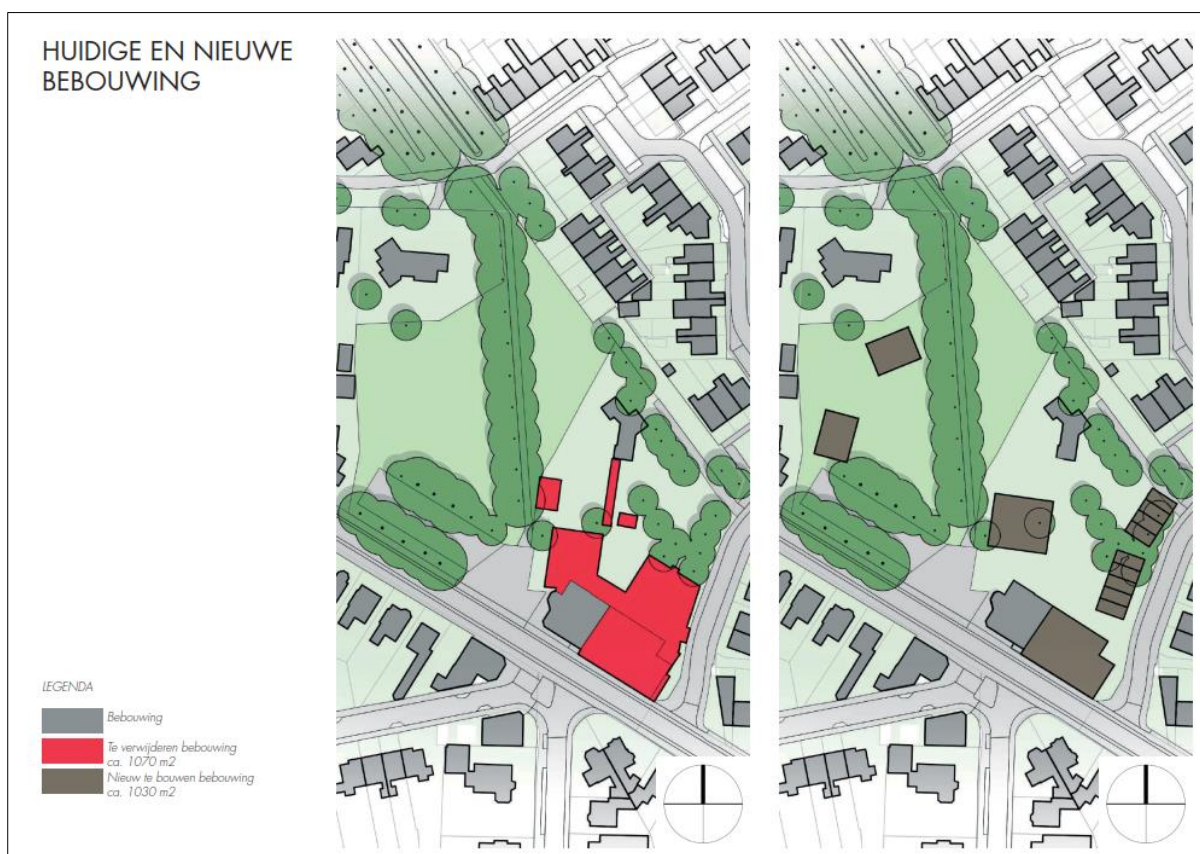 HUIDIGE EN NIEUWE
BEBOUWING
LEGENDA
Bebouwing
Te verwijderen bebouwing
ca. 1070 m2
Nieuw te bouwen bebouwing
ca. 1030 m2